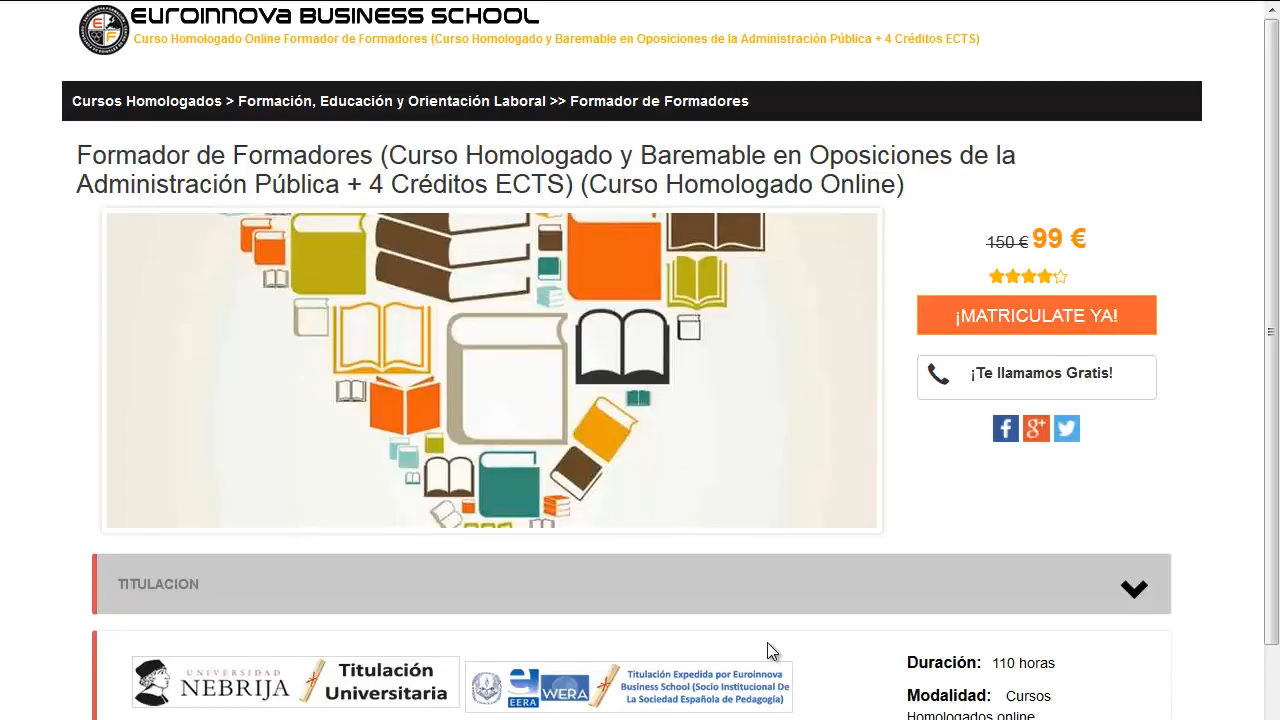 EUROINNOVA BUSINESS SCHOOL
Curso Homologado Online Formador de Formadores (Curso Homologado y Baremable en Oposiciones de la Administración Pública + 4 Créditos ECTS)
Cursos Homologados > Formación, Educación y Orientación Laboral >> Formador de Formadores
Formador de Formadores (Curso Homologado y Baremable en Oposiciones de la
Administración Pública + 4 Créditos ECTS) (Curso Homologado Online)
150 € 99 €
¡MATRICULATE YA!
¡Te llamamos Gratis!
TITULACION
UNIVERSIDAD
NEBRIJA
Titulación
Universitaria
EERA
WERA
Titulación Expedida por Euroinnova
Business School (Socio Institucional De
La Sociedad Española de Pedagogía)
Duración: 110 horas
Modalidad: Cursos
Homologados online